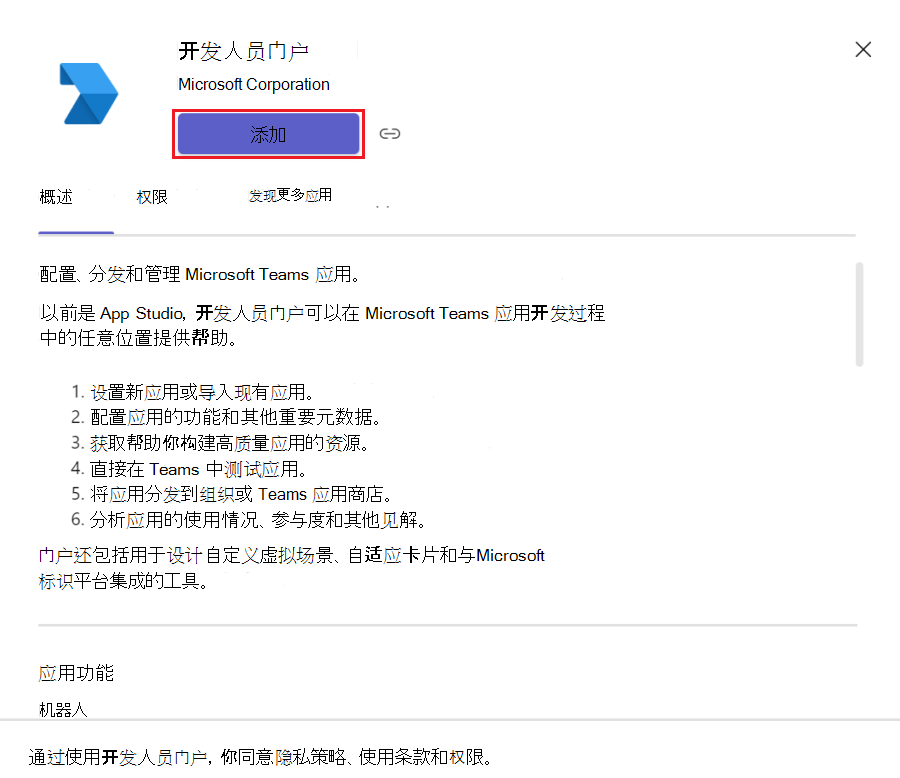 开发人员门户
Microsoft Corporation
添加
概述 权限 发现更多应用
配置、分发和管理 Microsoft Teams 应用。
以前是 App Studio, 开发人员门户可以在 Microsoft Teams 应用开发过程
中的任意位置提供帮助。
1. 设置新应用或导入现有应用。
2. 配置应用的功能和其他重要元数据。
3. 获取帮助你构建高质量应用的资源。
4. 直接在 Teams 中测试应用。
5. 将应用分发到组织或 Teams 应用商店。
6. 分析应用的使用情况、参与度和其他见解。
门户还包括用于设计自定义虚拟场景、自适应卡片和与Microsoft
标识平台集成的工具。
应用功能
机器人
通过使用开发人员门户, 你同意隐私策略、使用条款和权限。